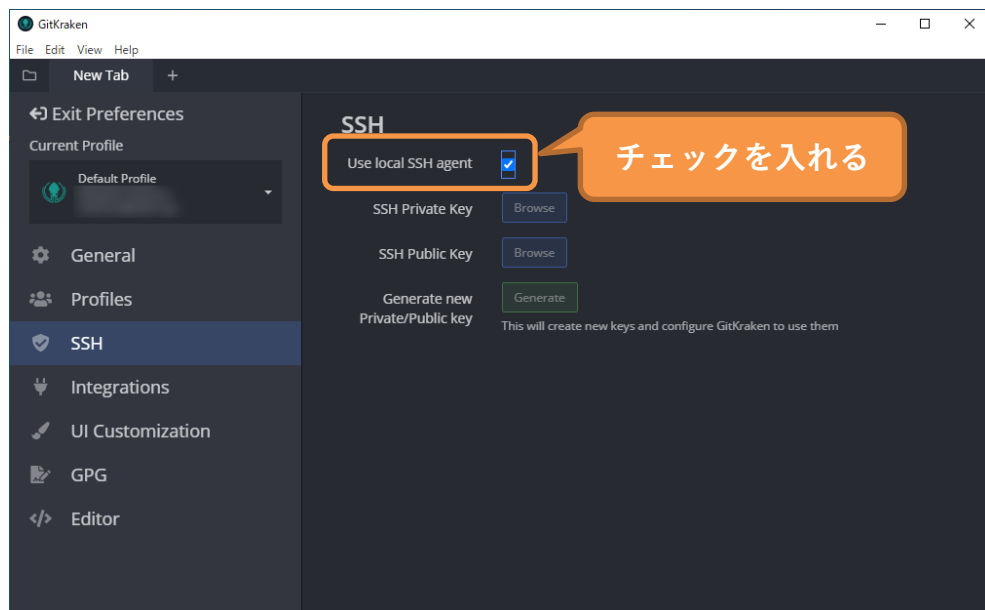 GitKraken
File Edit View Help
New Tab +
Exit Preferences
Current Profile
Default Profile
General
Profiles
SSH
Integrations
UI Customization
GPG
Editor
SSH
Use local SSH agent
チェックを入れる
SSH Private Key Browse
SSH Public Key Browse
Generate new Generate
Private/Public key
This will create new keys and configure GitKraken to use them